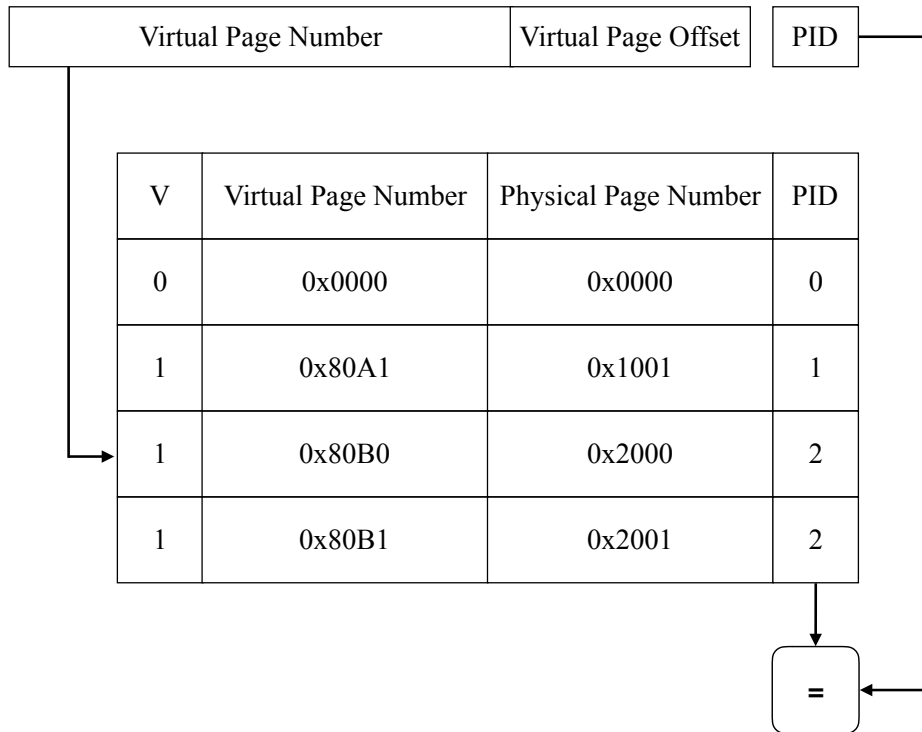 Virtual Page Number Virtual Page Offset PID
V Virtual Page Number Physical Page Number PID
0 0x0000 0x0000 0
1 0x80A1 0x1001 1
1 0x80B0 0x2000 2
1 0x80B1 0x2001 2
=